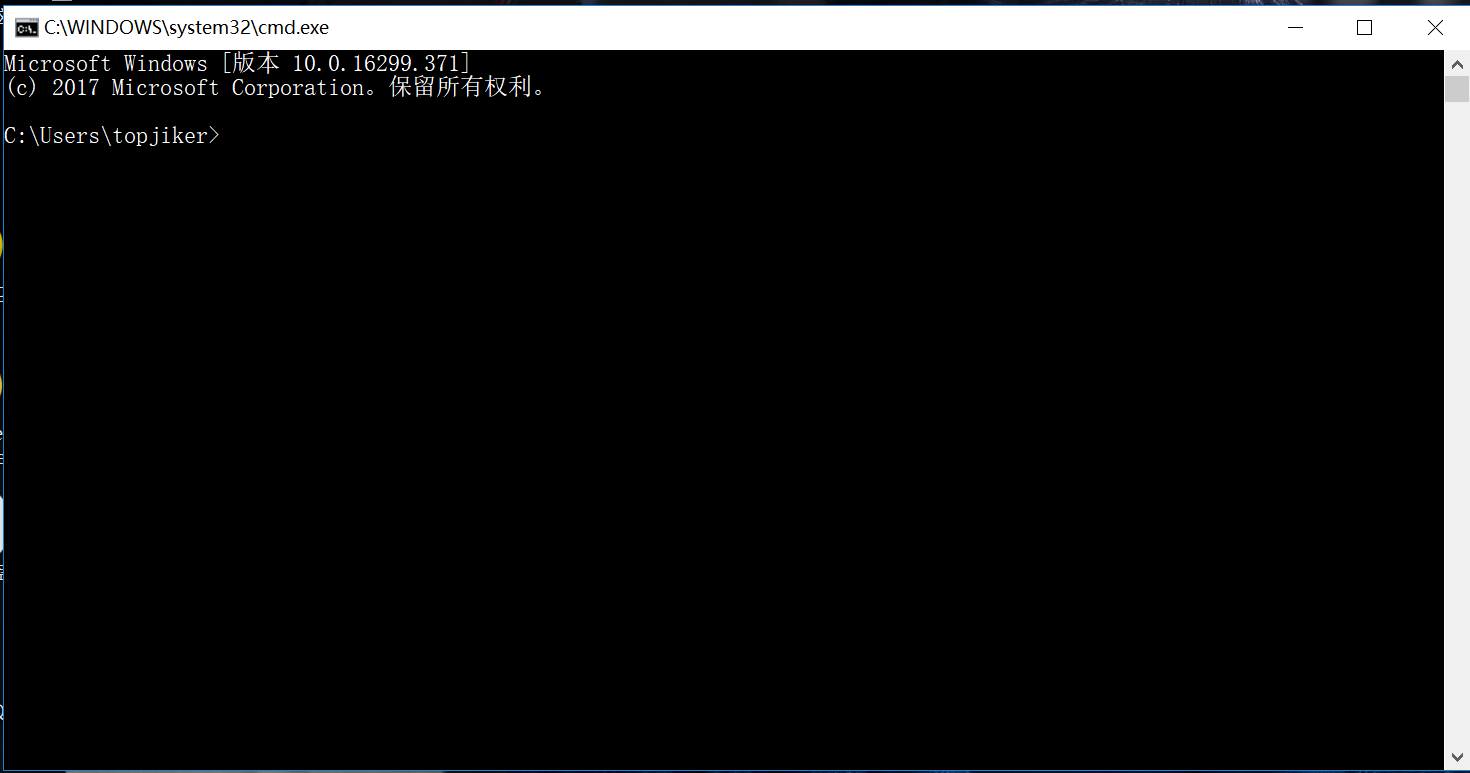 C:\WINDOWS\system32\cmd.exe
Microsoft Windows [版本 10.0.16299.371]
(c) 2017 Microsoft Corporation。保留所有权利。
C:\Users\topjiker>